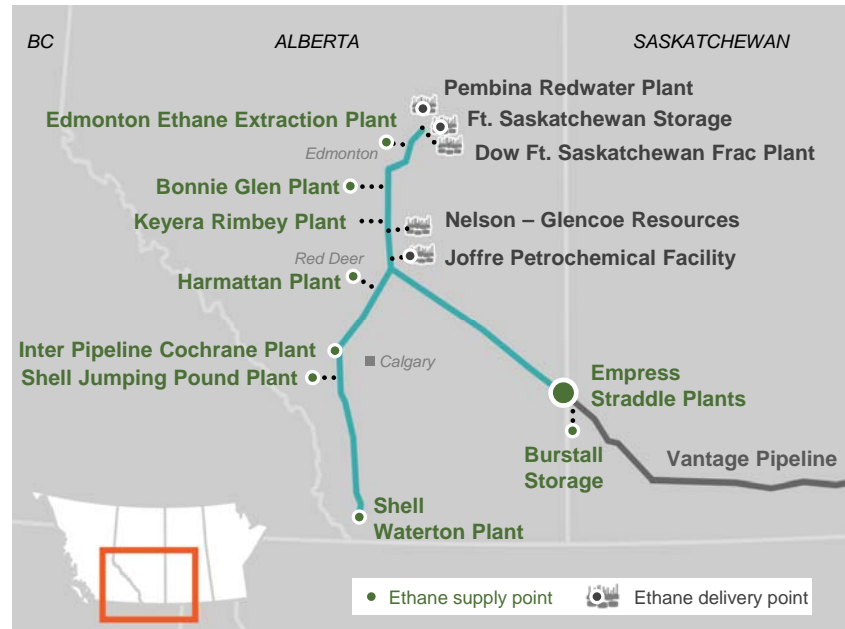 BC
ALBERTA
SASKATCHEWAN
Pembina Redwater Plant
Edmonton Ethane Extraction Plant
Ft. Saskatchewan Storage
Edmonton
Dow Ft. Saskatchewan Frac Plant
Bonnie Glen Plant
Keyera Rimbey Plant
Nelson – Glencoe Resources
Red Deer
Joffre Petrochemical Facility
Harmattan Plant
Inter Pipeline Cochrane Plant
Calgary
Shell Jumping Pound Plant
Empress
Straddle Plants
Burstall
Storage
Vantage Pipeline
Shell
Waterton Plant
Ethane supply point
Ethane delivery point